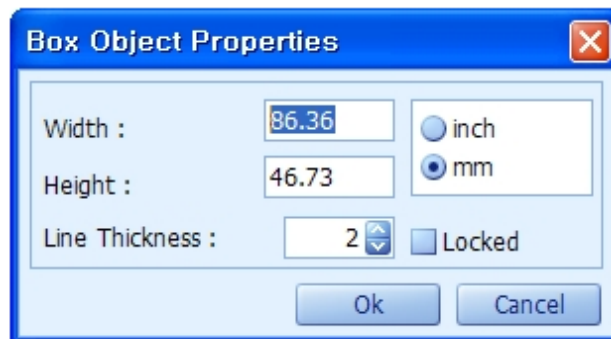 Box Object Properties
Width : 86.36
inch
mm
Height : 46.73
Line Thickness : 2
Locked
Ok
Cancel